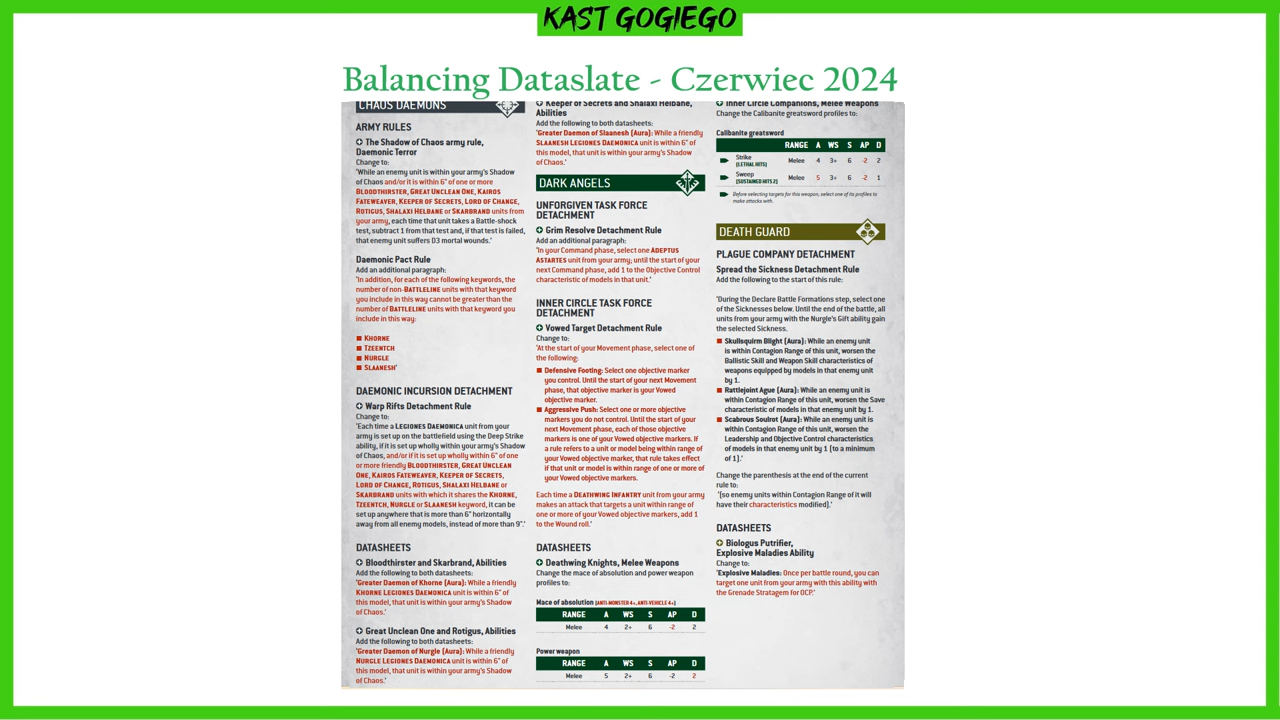 KAST GOGIEGO
Balancing Dataslate - Czerwiec 2024
CHAOS DAEMONS
ARMY RULES
The Shadow of Chaos army rule,
Daemonic Terror
Change to:
'While an enemy unit is within your army's Shadow
of Chaos and/or it is within 6" of one or more
BLOODTHIRSTER, GREAT UNCLEAN ONE, KAIROS
FATEWEAVER, KEEPER OF SECRETS, LORD OF CHANGE,
ROTIGUS, SHALAXI HELBANE or SKARBRAND units from
your army, each time that unit takes a Battle-shock
test, subtract 1 from that test and, if that test is failed,
that enemy unit suffers D3 mortal wounds.'
Daemonic Pact Rule
Add an additional paragraph:
'In addition, for each of the following keywords, the
number of non-BATTLELINE units with that keyword
you include in this way cannot be greater than the
number of BATTLELINE units with that keyword you
include in this way:
KHORNE
TZEENTCH
NURGLE
SLAANESH'
DAEMONIC INCURSION DETACHMENT
Warp Rifts Detachment Rule
Change to:
'Each time a LEGIONES DAEMONICA unit from your
army is set up on the battlefield using the Deep Strike
ability, if it is set up wholly within your army's Shadow
of Chaos, and/or if it is set up wholly within 6" of one
or more friendly BLOODTHIRSTER, GREAT UNCLEAN
ONE, KAIROS FATEWEAVER, KEEPER OF SECRETS,
LORD OF CHANGE, ROTIGUS, SHALAXI HELBANE or
SKARBRAND units with which it shares the KHORNE,
TZEENTCH, NURGLE or SLAANESH keyword, it can be
set up anywhere that is more than 6" horizontally
away from all enemy models, instead of more than 9".'
DATASHEETS
Bloodthirster and Skarbrand, Abilities
Add the following to both datasheets:
'Greater Daemon of Khorne (Aura): While a friendly
KHORNE LEGIONES DAEMONICA unit is within 6" of
this model, that unit is within your army's Shadow of
Chaos.'
Great Unclean One and Rotigus, Abilities
Add the following to both datasheets:
'Greater Daemon of Nurgle (Aura): While a friendly
NURGLE LEGIONES DAEMONICA unit is within 6" of
this model, that unit is within your army's Shadow
of Chaos.'
Keeper of Secrets and Shalaxi Helbane,
Abilities
Add the following to both datasheets:
'Greater Daemon of Slaanesh (Aura): While a friendly
SLAANESH LEGIONES DAEMONICA unit is within 6" of
this model, that unit is within your army's Shadow
of Chaos.'
DARK ANGELS
UNFORGIVEN TASK FORCE
DETACHMENT
Grim Resolve Detachment Rule
Add an additional paragraph:
'In your Command phase, select one ADEPTUS
ASTARTES unit from your army; until the start of your
next Command phase, add 1 to the Objective Control
characteristic of models in that unit.'
INNER CIRCLE TASK FORCE
DETACHMENT
Vowed Target Detachment Rule
Change to:
'At the start of your Movement phase, select one of
the following:
Defensive Footing: Select one objective marker
you control. Until the start of your next Movement
phase, that objective marker is your Vowed
objective marker.
Aggressive Push: Select one or more objective
markers you do not control. Until the start of your
next Movement phase, each of those objective
markers is one of your Vowed objective markers. If
a rule refers to a unit or model being within range of
your Vowed objective marker, that rule takes effect
if that unit or model is within range of one or more of
your Vowed objective markers.
Each time a DEATHWING INFANTRY unit from your army
makes an attack that targets a unit within range of
one or more of your Vowed objective markers, add 1
to the Wound roll.'
DATASHEETS
Deathwing Knights, Melee Weapons
Change the mace of absolution and power weapon
profiles to:
Mace of absolution [ANTI-MONSTER 4+, ANTI-VEHICLE 4+]
RANGE A WS S AP D
Melee 4 2+ 6 -2 2
Power weapon
RANGE A WS S AP D
Melee 5 2+ 6 -2 2
Inner Circle Companions, Melee Weapons
Change the Calibanite greatsword profiles to:
Calibanite greatsword
RANGE A WS S AP D
Strike
[LETHAL HITS] Melee 4 3+ 6 -2 2
Sweep
[SUSTAINED HITS 2] Melee 5 3+ 6 -2 1
Before selecting targets for this weapon, select one of its profiles to
make attacks with.
DEATH GUARD
PLAGUE COMPANY DETACHMENT
Spread the Sickness Detachment Rule
Add the following to the start of this rule:
'During the Declare Battle Formations step, select one
of the Sicknesses below. Until the end of the battle, all
units from your army with the Nurgle's Gift ability gain
the selected Sickness.
Skullsquirm Blight (Aura): While an enemy unit
is within Contagion Range of this unit, worsen the
Ballistic Skill and Weapon Skill characteristics of
weapons equipped by models in that enemy unit
by 1.
Rattlejoint Ague (Aura): While an enemy unit is
within Contagion Range of this unit, worsen the Save
characteristic of models in that enemy unit by 1.
Scabrous Soulrot (Aura): While an enemy unit is
within Contagion Range of this unit, worsen the
Leadership and Objective Control characteristics
of models in that enemy unit by 1 (to a minimum
of 1).'
Change the parenthesis at the end of the current
rule to:
'(so enemy units within Contagion Range of it will
have their characteristics modified).'
DATASHEETS
Biologus Putrifier,
Explosive Maladies Ability
Change to:
'Explosive Maladies: Once per battle round, you can
target one unit from your army with this ability with
the Grenade Stratagem for 0CP.'